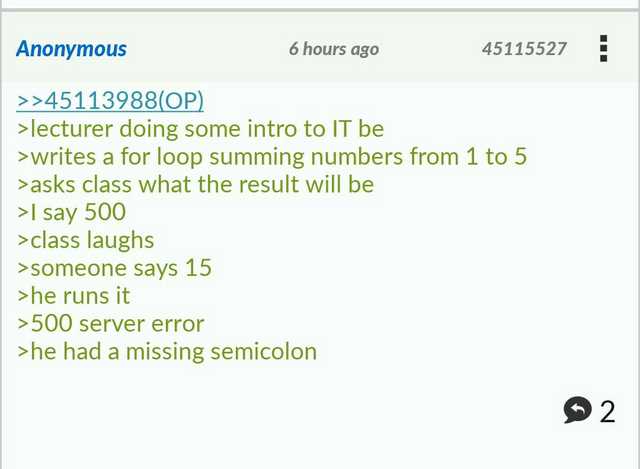 Anonymous 6 hours ago 45115527
>>45113988(OP)
>lecturer doing some intro to IT be
>writes a for loop summing numbers from 1 to 5
>asks class what the result will be
>I say 500
>class laughs
>someone says 15
>he runs it
>500 server error
>he had a missing semicolon
2